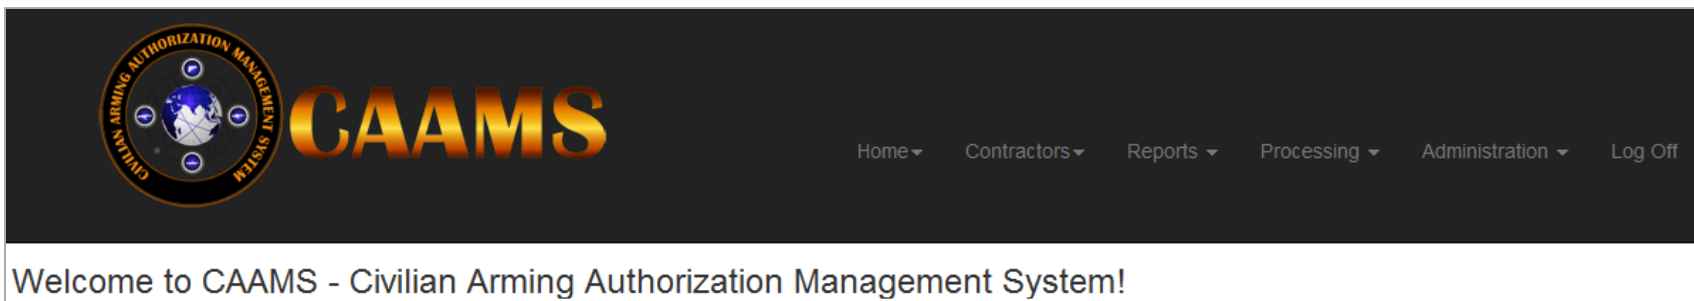 CIVILIAN ARMING AUTHORIZATION MANAGEMENT SYSTEM
CAAMS
Home Contractors Reports Processing Administration Log Off
Welcome to CAAMS - Civilian Arming Authorization Management System!